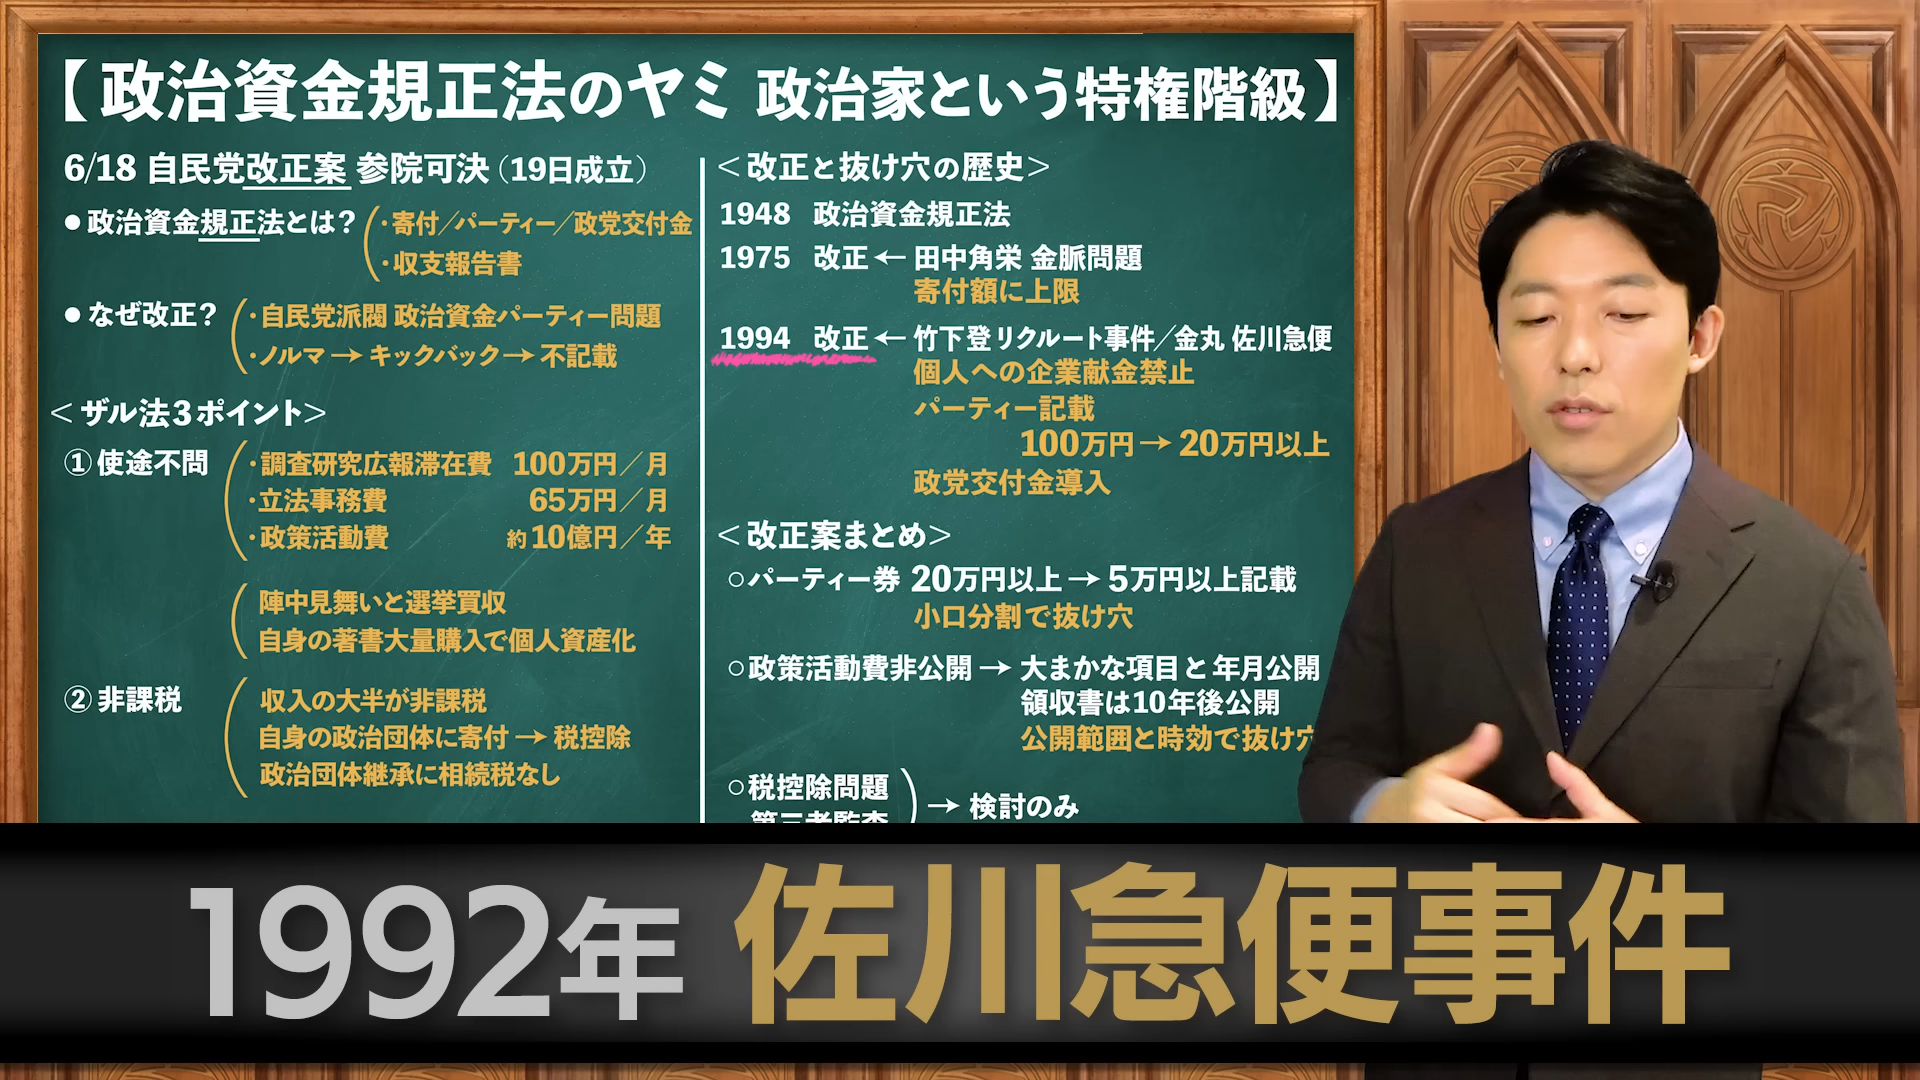 【政治資金規正法のヤミ 政治家という特権階級】
6/18 自民党改正案 参院可決（19日成立）
●政治資金規正法とは？
・寄付／パーティー／政党交付金
・収支報告書
●なぜ改正？
・自民党派閥 政治資金パーティー問題
・ノルマ→キックバック→不記載
＜ザル法3ポイント＞
①使途不問
・調査研究広報滞在費 100万円／月
・立法事務費 65万円／月
・政策活動費 約10億円／年
陣中見舞いと選挙買収
自身の著書大量購入で個人資産化
②非課税
収入の大半が非課税
自身の政治団体に寄付→税控除
政治団体継承に相続税なし
＜改正と抜け穴の歴史＞
1948 政治資金規正法
1975 改正←田中角栄 金脈問題
寄付額に上限
1994 改正←竹下登リクルート事件／金丸 佐川急便
個人への企業献金禁止
パーティー記載
100万円→20万円以上
政党交付金導入
＜改正案まとめ＞
○パーティー券 20万円以上→5万円以上記載
小口分割で抜け穴
○政策活動費非公開→大まかな項目と年月公開
領収書は10年後公開
公開範囲と時効で抜け穴
○税控除問題
第三者監査
→検討のみ
1992年 佐川急便事件